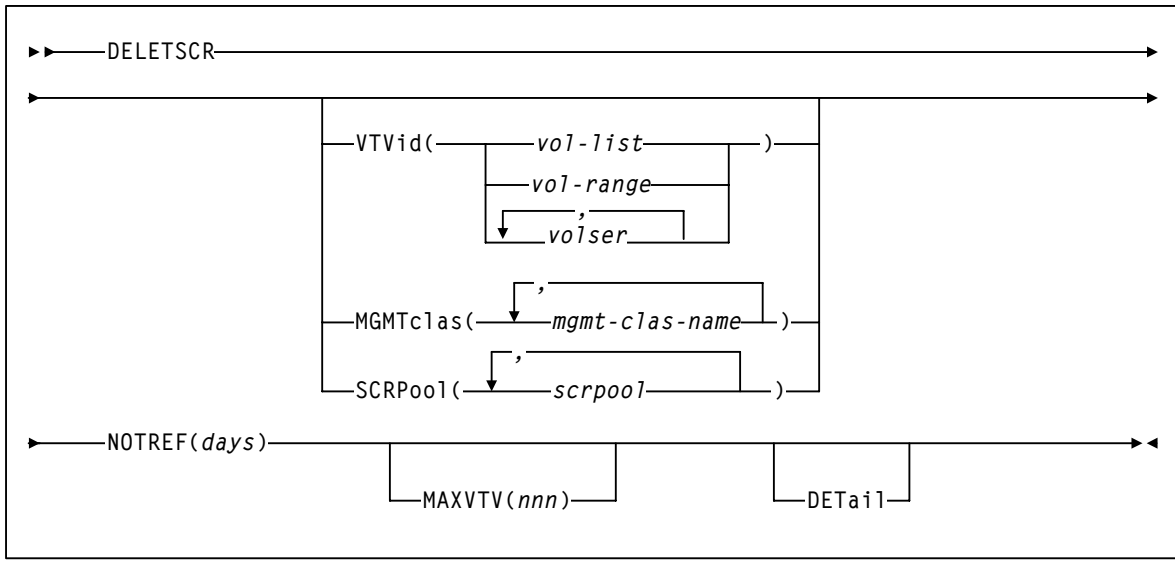 DELETSCR
VTVid( vol-list )
vol-range
,
volser
,
MGMTclas( mgmt-clas-name )
,
SCRPool( scrpool )
NOTREF(days)
MAXVTV(nnn) DETail